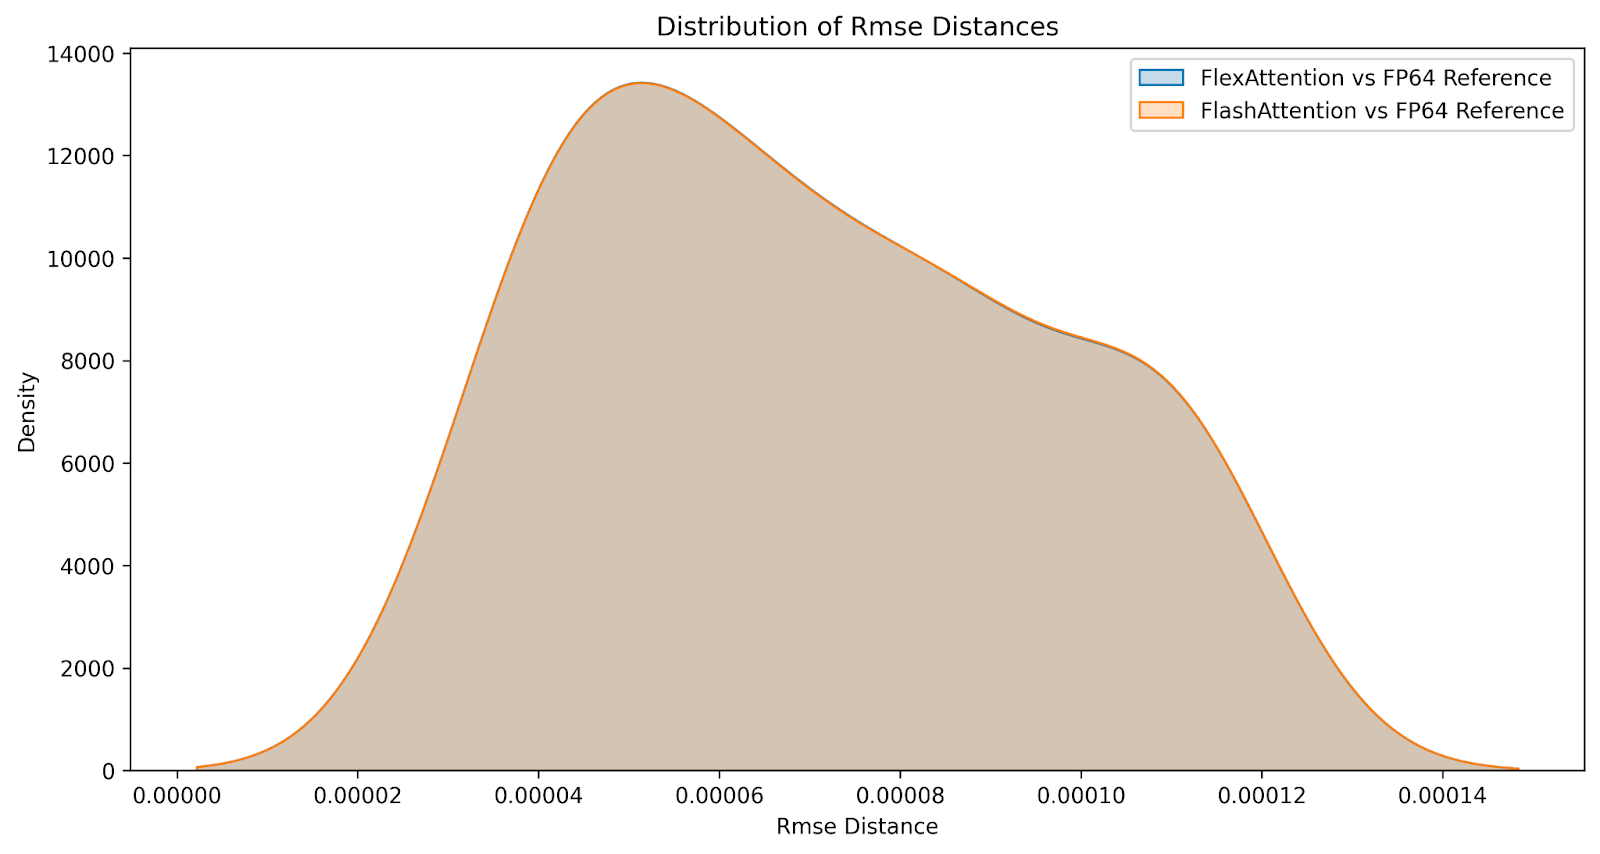 Distribution of Rmse Distances
14000
12000
10000
8000
6000
4000
2000
0
Density
FlexAttention vs FP64 Reference
FlashAttention vs FP64 Reference
0.00000 0.00002 0.00004 0.00006 0.00008 0.00010 0.00012 0.00014
Rmse Distance